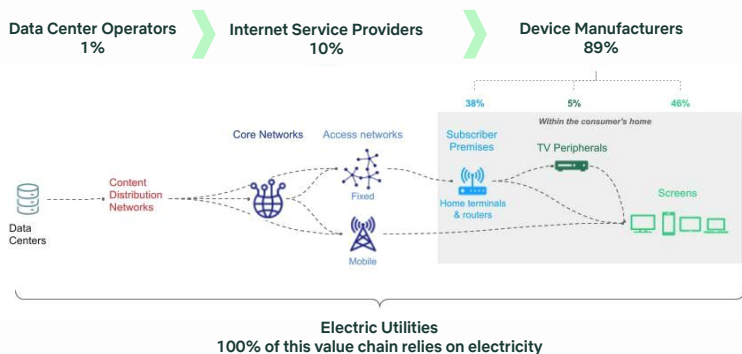 Data Center Operators
1%
Internet Service Providers
10%
Device Manufacturers
89%
38%
5%
46%
Within the consumer's home
Core Networks
Access networks
Subscriber
Premises
TV Peripherals
Content
Distribution
Networks
Fixed
Home terminals
& routers
Screens
Data
Centers
Mobile
Electric Utilities
100% of this value chain relies on electricity